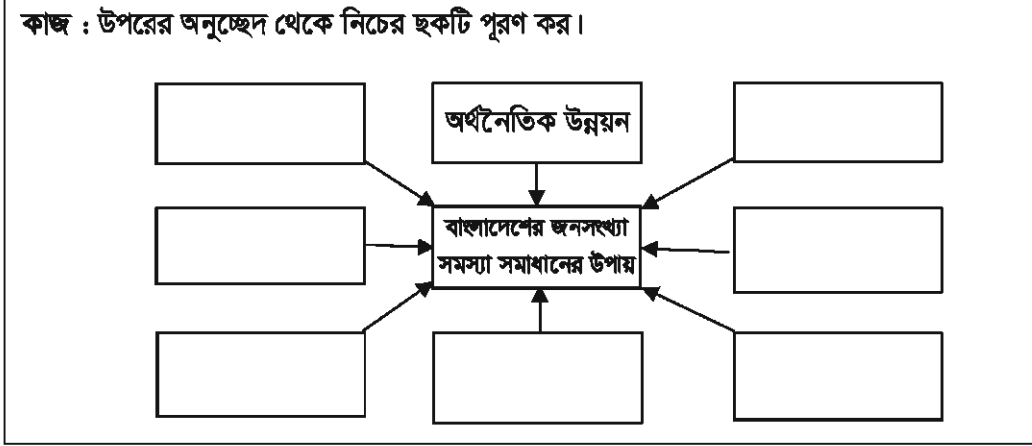 কাজ : উপরের অনুচ্ছেদ থেকে নিচের ছকটি পূরণ কর।
অর্থনৈতিক উন্নয়ন
বাংলাদেশের জনসংখ্যা
সমস্যা সমাধানের উপায়